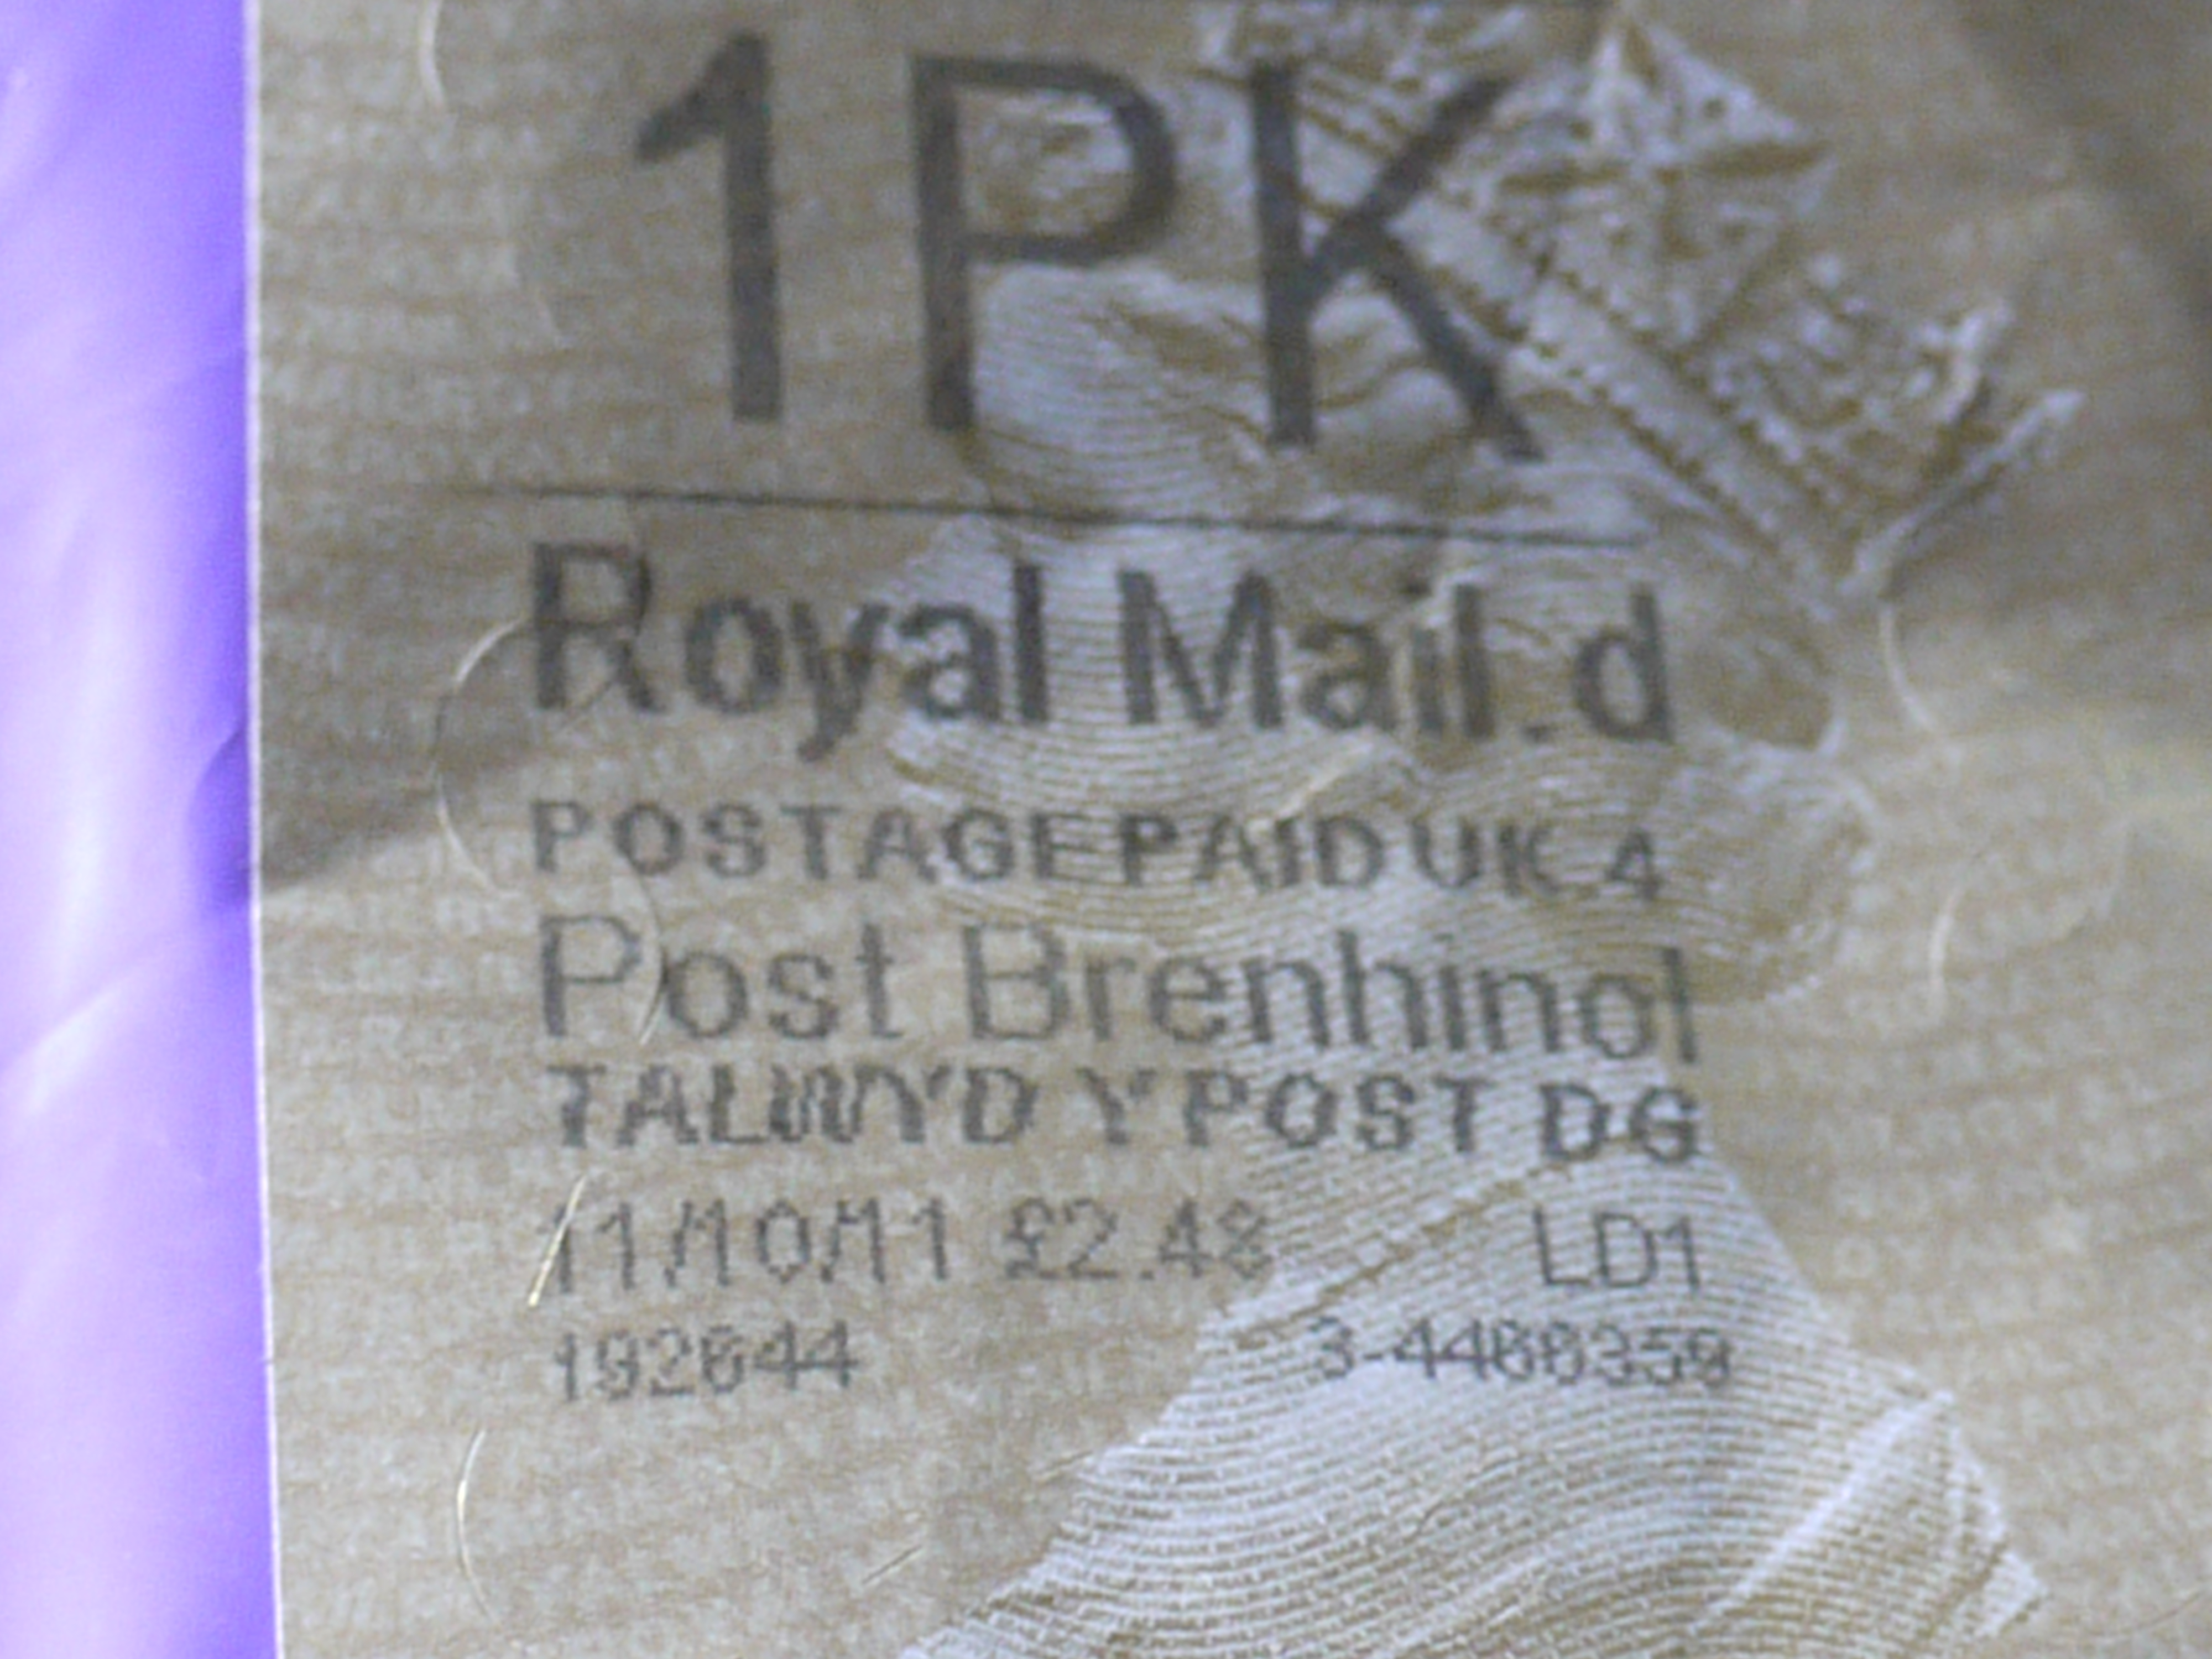 1PK
Royal Mail.d
POSTAGE PAID UK 4
Post Brenhinol
TALWYD Y POST DG
11/10/11 £2.48 LD1
192644 3-4466359